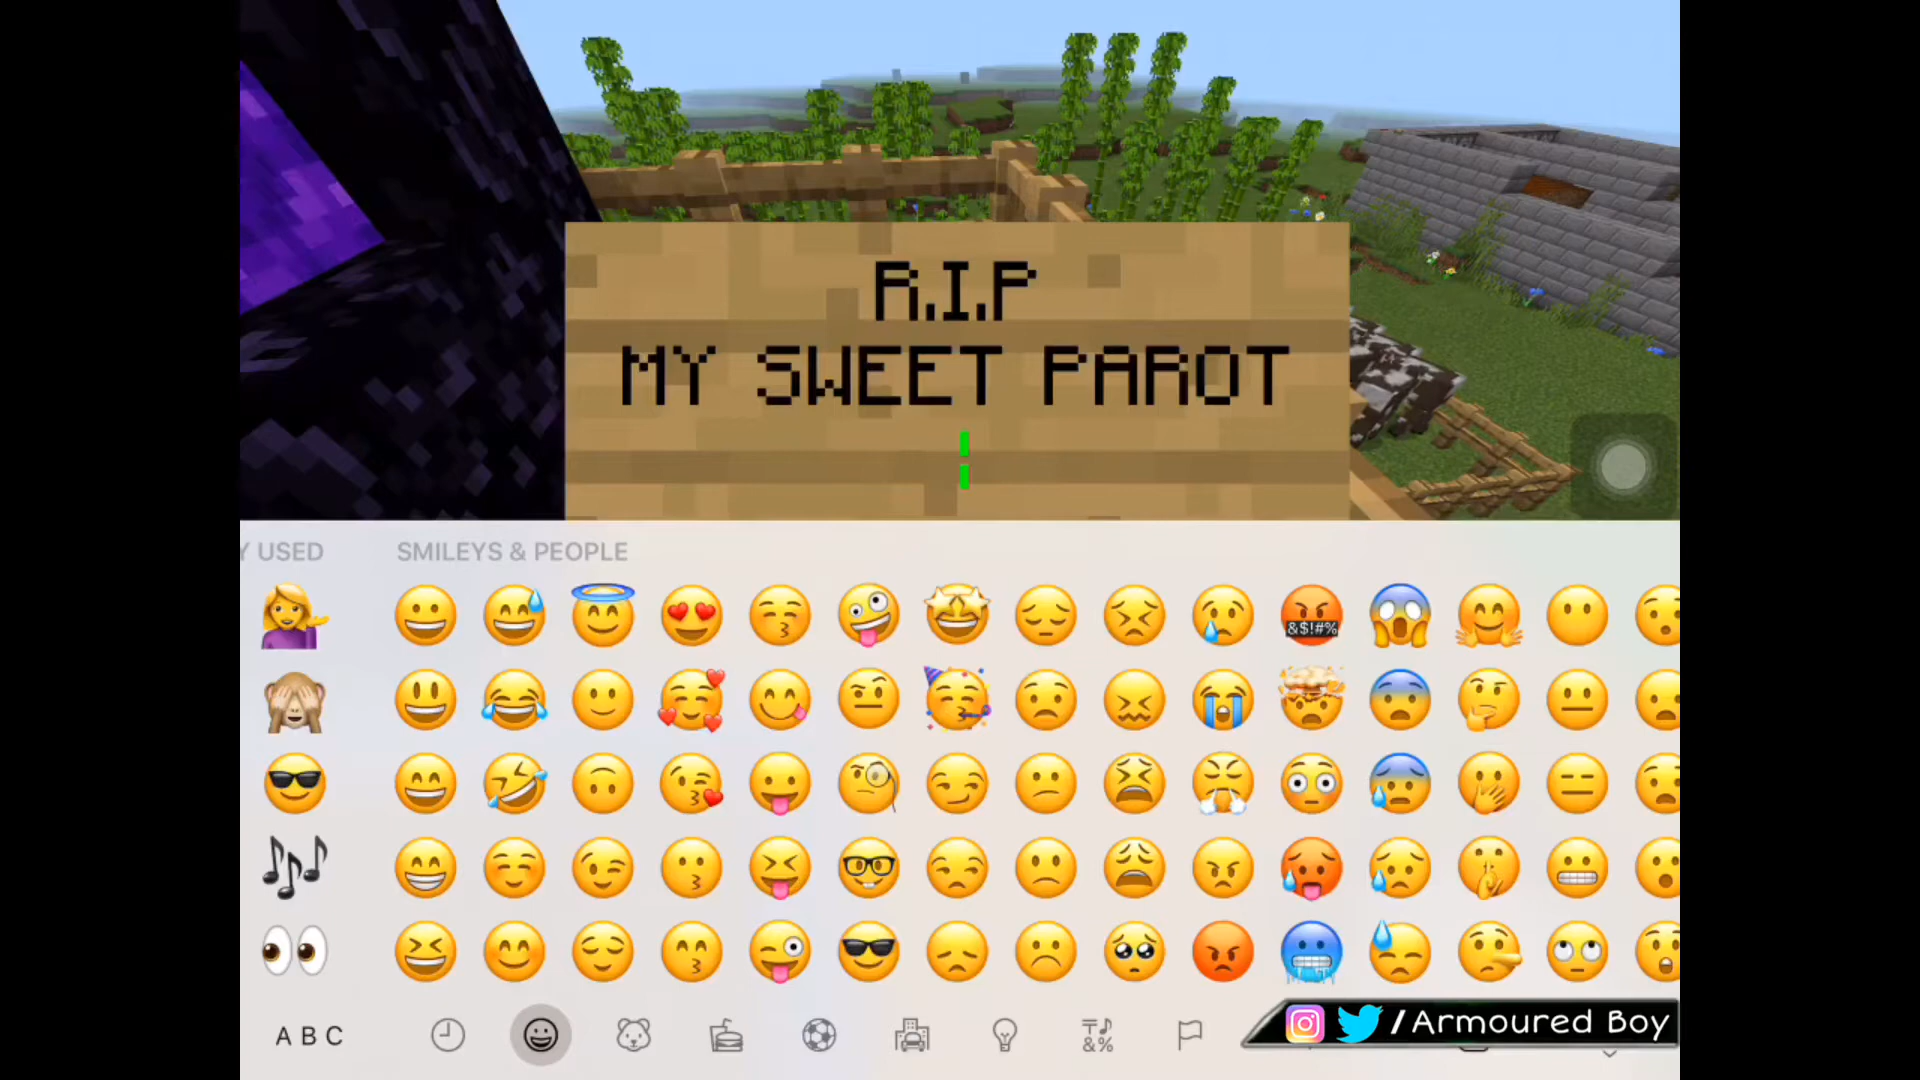 R.I.P
MY SWEET PAROT
Y USED
SMILEYS & PEOPLE
&$!#%
ABC
&%
/Armoured Boy